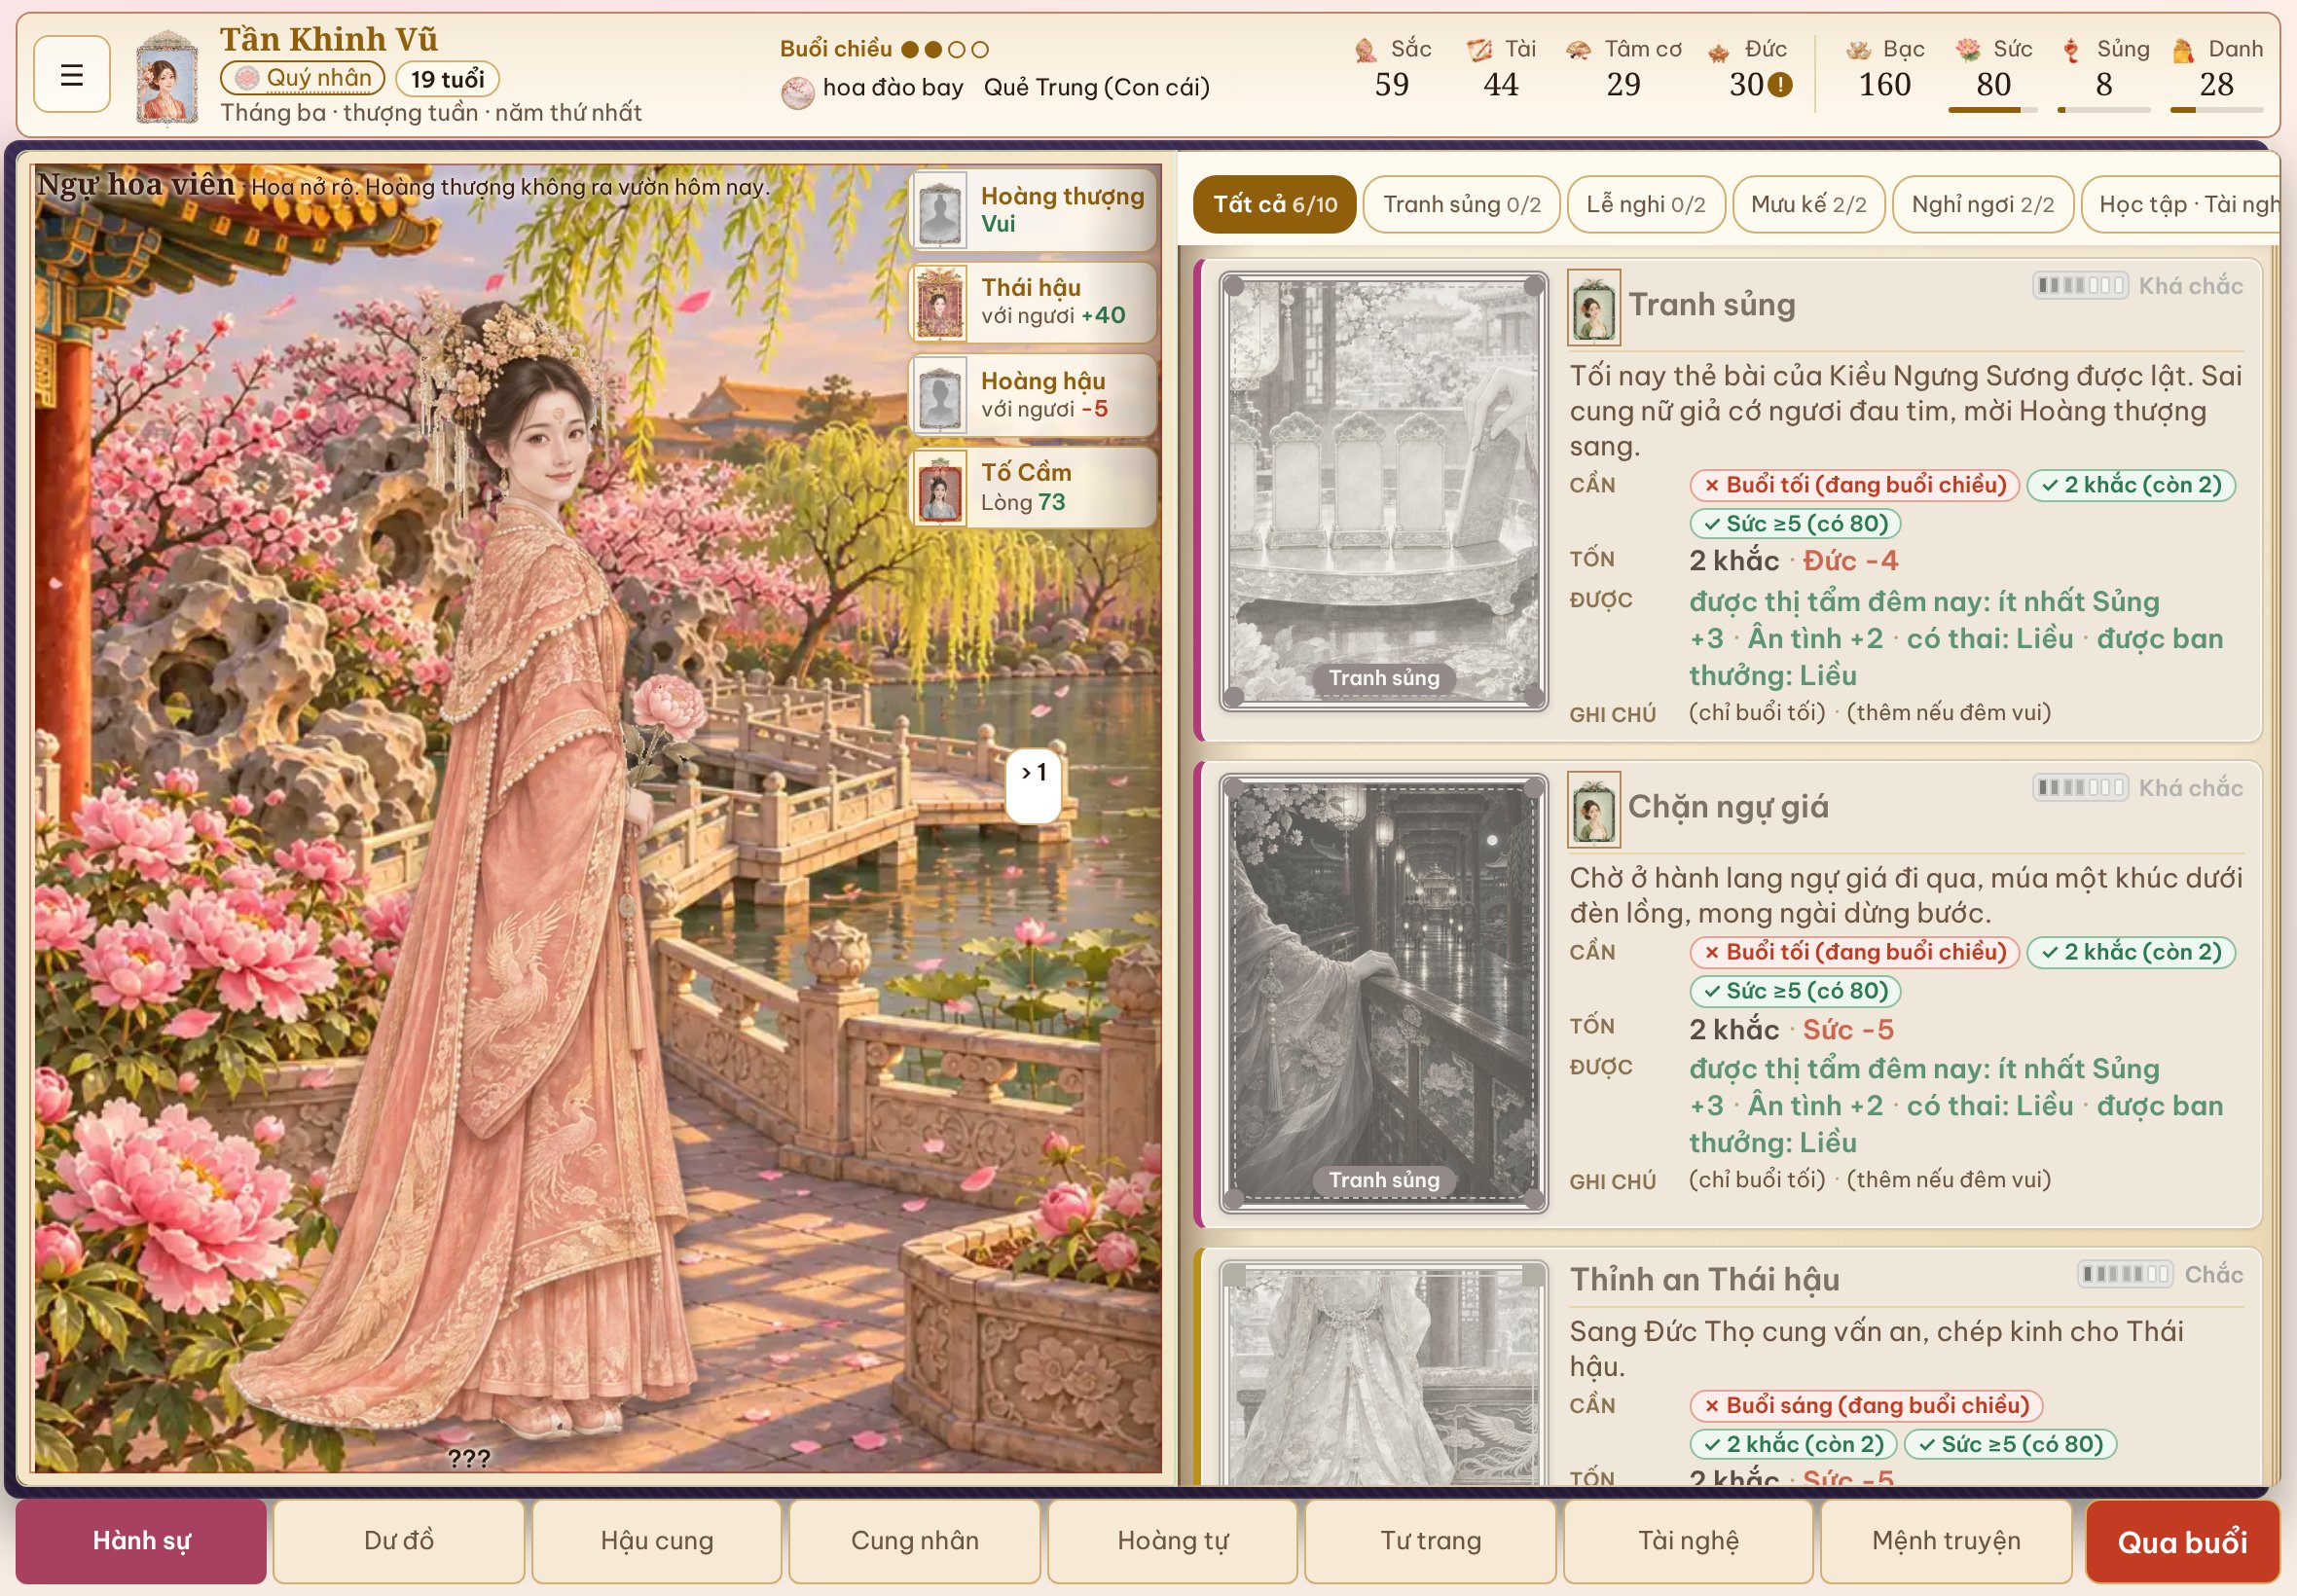 ☰
Tần Khinh Vũ
Quý nhân
19 tuổi
Tháng ba · thượng tuần · năm thứ nhất
Buổi chiều
hoa đào bay Quẻ Trung (Con cái)
Sắc
59
Tài
44
Tâm cơ
29
Đức
30 !
Bạc
160
Sức
80
Sủng
8
Danh
28
Ngự hoa viên · Hoa nở rộ. Hoàng thượng không ra vườn hôm nay.
Hoàng thượng
Vui
Thái hậu
với ngươi +40
Hoàng hậu
với ngươi -5
Tố Cầm
Lòng 73
› 1
???
Tất cả 6/10
Tranh sủng 0/2
Lễ nghi 0/2
Mưu kế 2/2
Nghỉ ngơi 2/2
Học tập · Tài ngh
Tranh sủng
Tranh sủng
Khá chắc
Tối nay thẻ bài của Kiều Ngưng Sương được lật. Sai
cung nữ giả cớ ngươi đau tim, mời Hoàng thượng
sang.
CẦN
× Buổi tối (đang buổi chiều) ✓ 2 khắc (còn 2)
✓ Sức ≥5 (có 80)
TỐN
2 khắc · Đức -4
ĐƯỢC
được thị tẩm đêm nay: ít nhất Sủng
+3 · Ân tình +2 · có thai: Liều · được ban
thưởng: Liều
GHI CHÚ
(chỉ buổi tối) · (thêm nếu đêm vui)
Tranh sủng
Chặn ngự giá
Khá chắc
Chờ ở hành lang ngự giá đi qua, múa một khúc dưới
đèn lồng, mong ngài dừng bước.
CẦN
× Buổi tối (đang buổi chiều) ✓ 2 khắc (còn 2)
✓ Sức ≥5 (có 80)
TỐN
2 khắc · Sức -5
ĐƯỢC
được thị tẩm đêm nay: ít nhất Sủng
+3 · Ân tình +2 · có thai: Liều · được ban
thưởng: Liều
GHI CHÚ
(chỉ buổi tối) · (thêm nếu đêm vui)
Thỉnh an Thái hậu
Chắc
Sang Đức Thọ cung vấn an, chép kinh cho Thái
hậu.
CẦN
× Buổi sáng (đang buổi chiều)
✓ 2 khắc (còn 2) ✓ Sức ≥5 (có 80)
TỐN
2 khắc · Sức -5
Hành sự
Dư đồ
Hậu cung
Cung nhân
Hoàng tự
Tư trang
Tài nghệ
Mệnh truyện
Qua buổi